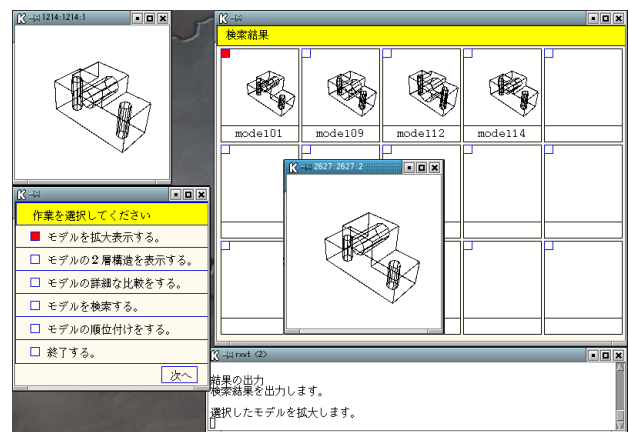 1214:1214:1
作業を選択してください
モデルを拡大表示する。
モデルの2層構造を表示する。
モデルの詳細な比較をする。
モデルを検索する。
モデルの順位付けをする。
終了する。
次へ
検索結果
model01
model09
model12
model14
2627:2627:2
rxvt <2>
結果の出力
検索結果を出力します。
選択したモデルを拡大します。